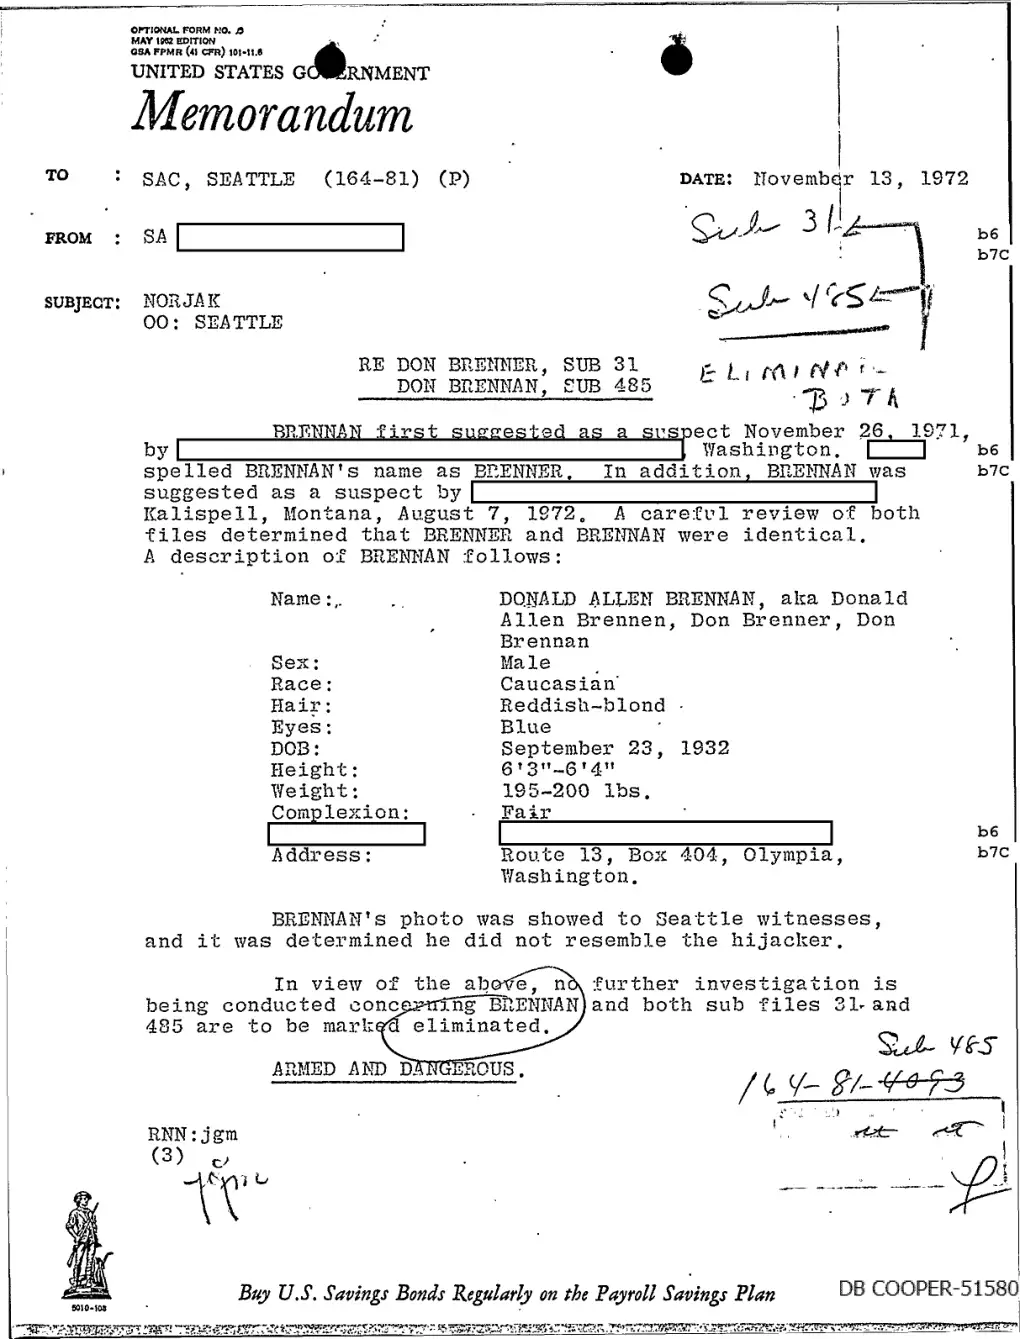 OPTIONAL FORM NO. 
MAY 1962 EDITION
GSA FPMR (41 CFR) 101-11.6
UNITED STATES GOVERNMENT
Memorandum
TO : SAC, SEATTLE (164-81) (P)
DATE: November 13, 1972
Sub 31
FROM : SA
b6
b7C
SUBJECT: NORJAK
OO: SEATTLE
Sub 485
RE DON BRENNER, SUB 31
DON BRENNAN, SUB 485
BOTH
BRENNAN first suggested as a suspect November 26, 1971,
by , Washington. b6
spelled BRENNAN's name as BRENNER. In addition, BRENNAN was b7C
suggested as a suspect by
Kalispell, Montana, August 7, 1972. A careful review of both
files determined that BRENNER and BRENNAN were identical.
A description of BRENNAN follows:
Name: DONALD ALLEN BRENNAN, aka Donald
Allen Brennen, Don Brenner, Don
Brennan
Sex: Male
Race: Caucasian
Hair: Reddish-blond
Eyes: Blue
DOB: September 23, 1932
Height: 6'3"-6'4"
Weight: 195-200 lbs.
Complexion: Fair
b6
Address: Route 13, Box 404, Olympia, b7C
Washington.
BRENNAN's photo was showed to Seattle witnesses,
and it was determined he did not resemble the hijacker.
In view of the above, no further investigation is
being conducted concerning BRENNAN and both sub files 31 and
485 are to be marked eliminated.
Sub 485
ARMED AND DANGEROUS.
164-81-4093
RNN:jgm
(3)
5010-108
Buy U.S. Savings Bonds Regularly on the Payroll Savings Plan
DB COOPER-51580